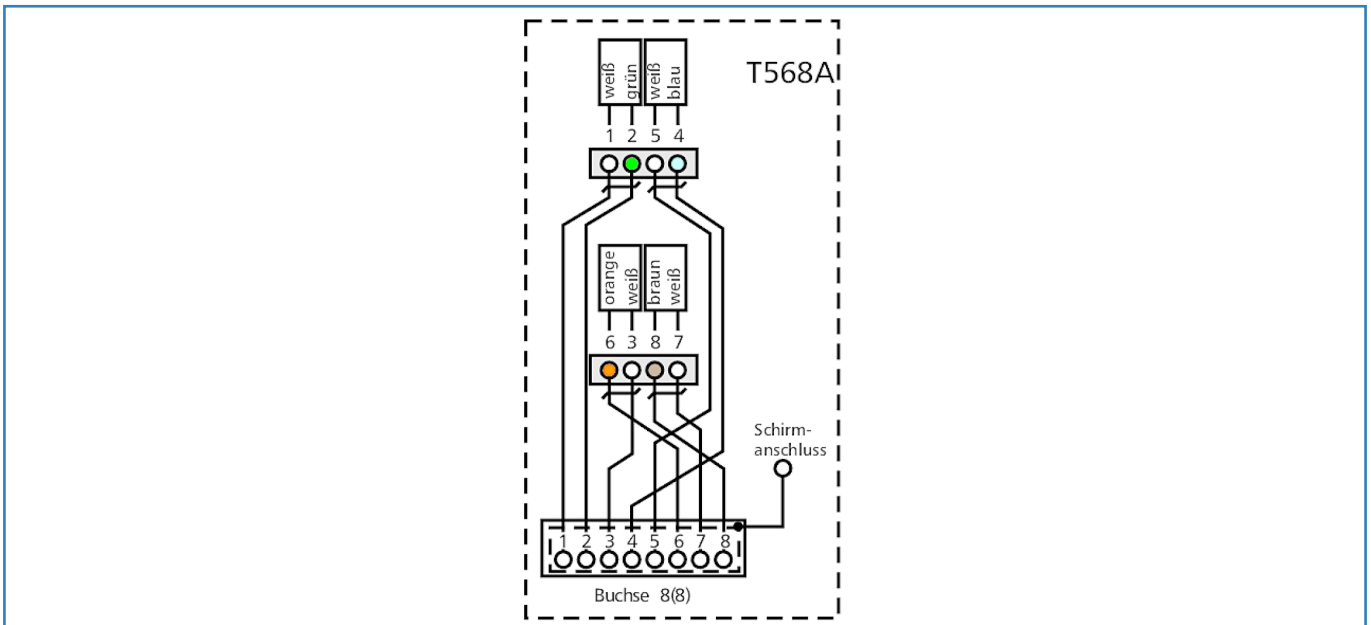 T568A
weiß
grün
weiß
blau
1 2 5 4
orange
weiß
braun
weiß
6 3 8 7
Schirm-
anschluss
1 2 3 4 5 6 7 8
Buchse 8(8)